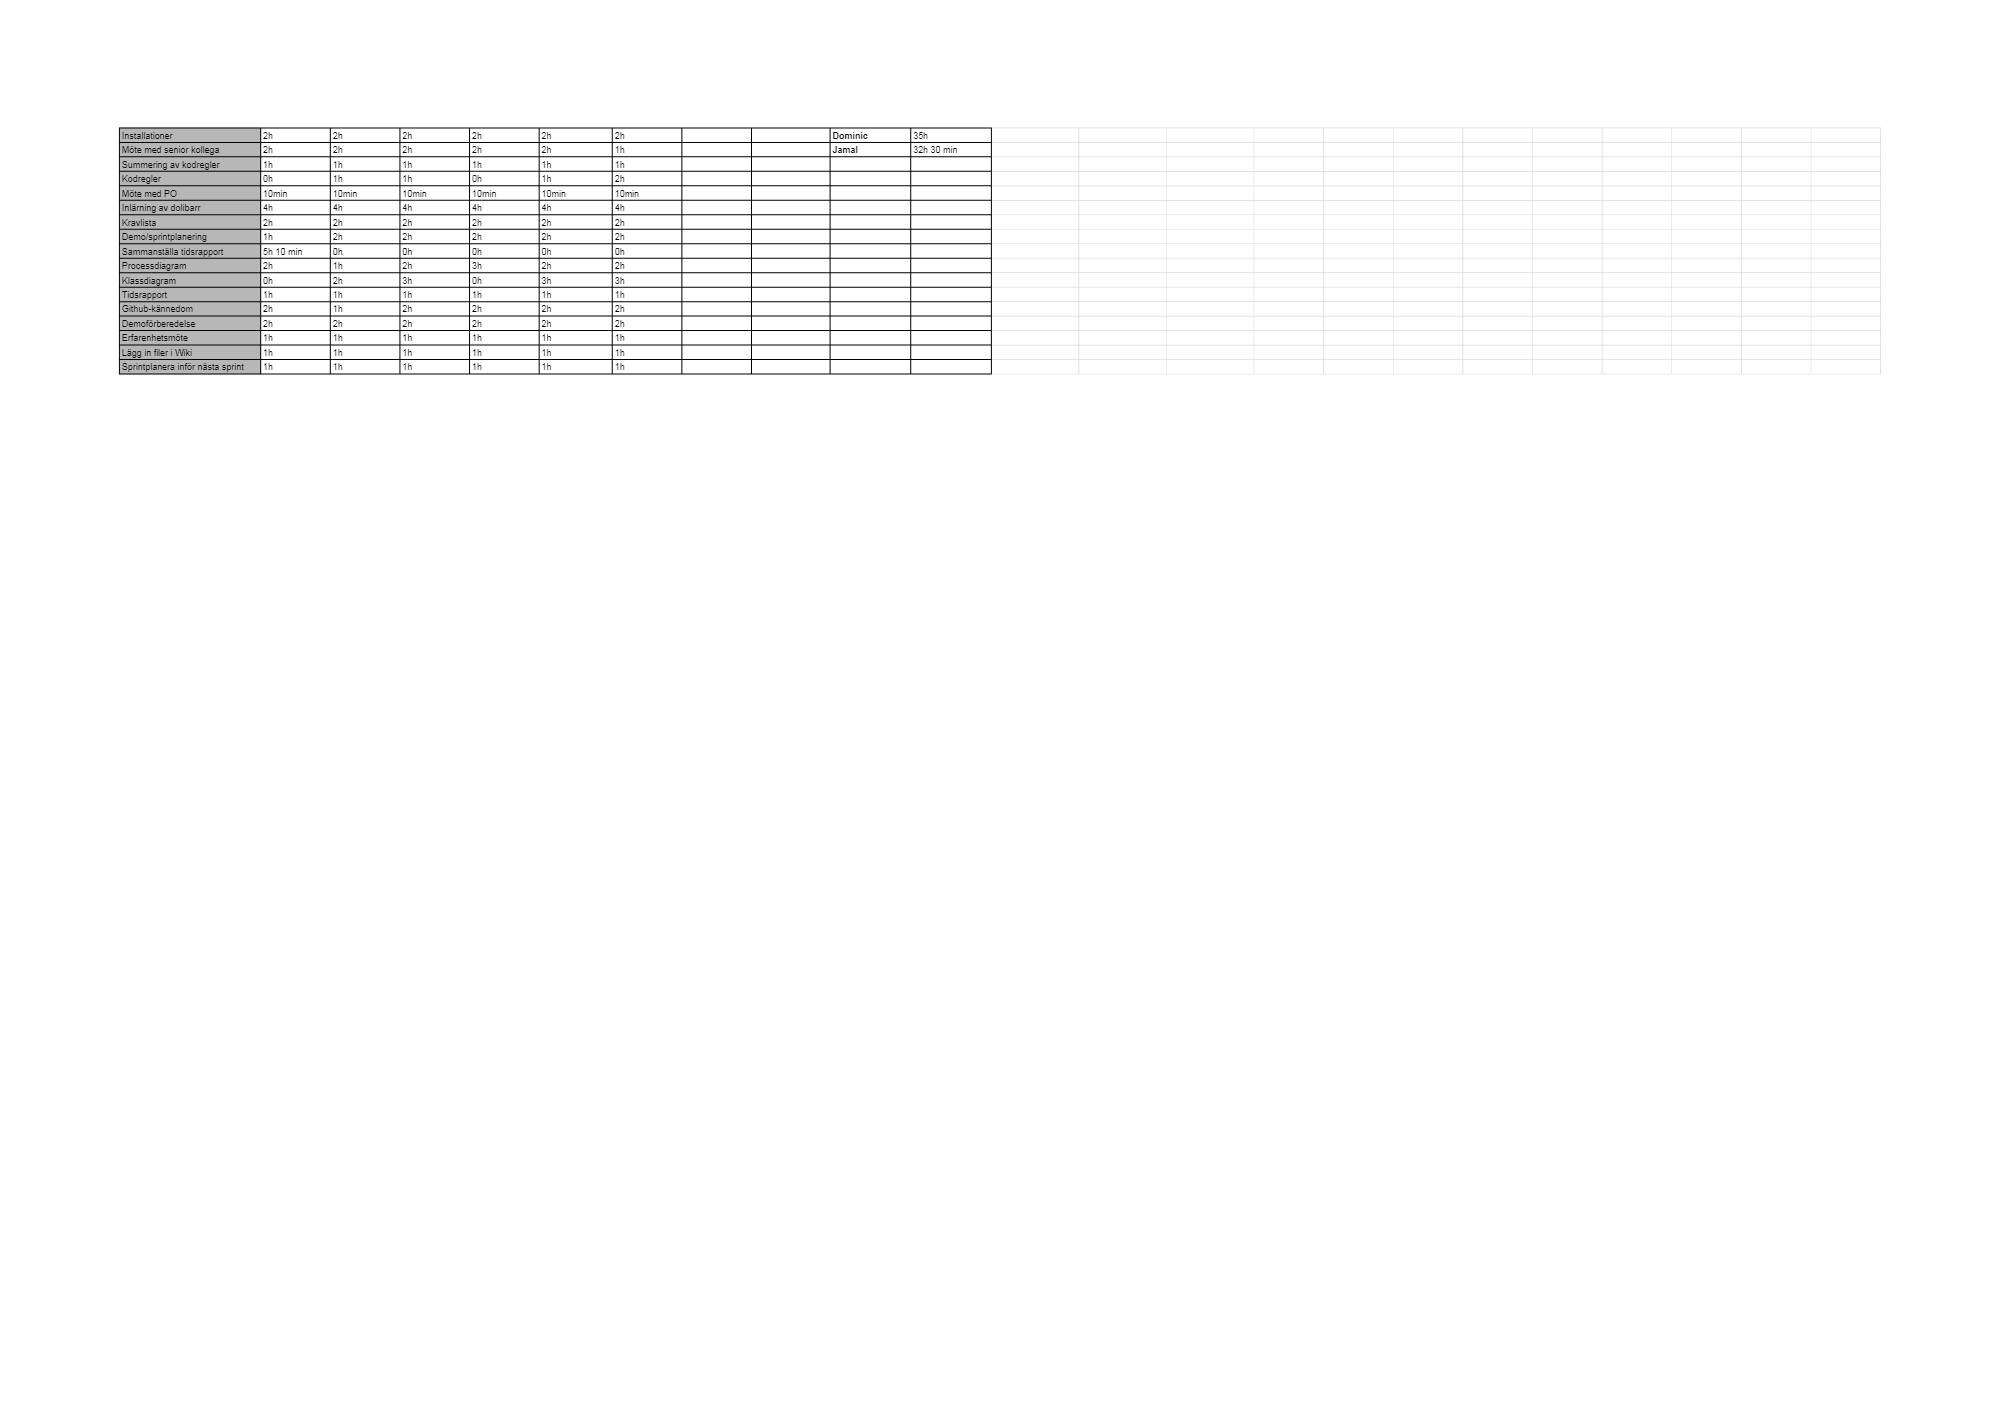 Installationer 2h 2h 2h 2h 2h 2h Dominic 35h
Möte med senior kollega 2h 2h 2h 2h 2h 1h Jamal 32h 30 min
Summering av kodregler 1h 1h 1h 1h 1h 1h
Kodregler 0h 1h 1h 0h 1h 2h
Möte med PO 10min 10min 10min 10min 10min 10min
Inlärning av dolibarr 4h 4h 4h 4h 4h 4h
Kravlista 2h 2h 2h 2h 2h 2h
Demo/sprintplanering 1h 2h 2h 2h 2h 2h
Sammanställa tidsrapport 5h 10 min 0h 0h 0h 0h 0h
Processdiagram 2h 1h 2h 3h 2h 2h
Klassdiagram 0h 2h 3h 0h 3h 3h
Tidsrapport 1h 1h 1h 1h 1h 1h
Github-kännedom 2h 1h 2h 2h 2h 2h
Demoförberedelse 2h 2h 2h 2h 2h 2h
Erfarenhetsmöte 1h 1h 1h 1h 1h 1h
Lägg in filer i Wiki 1h 1h 1h 1h 1h 1h
Sprintplanera inför nästa sprint 1h 1h 1h 1h 1h 1h